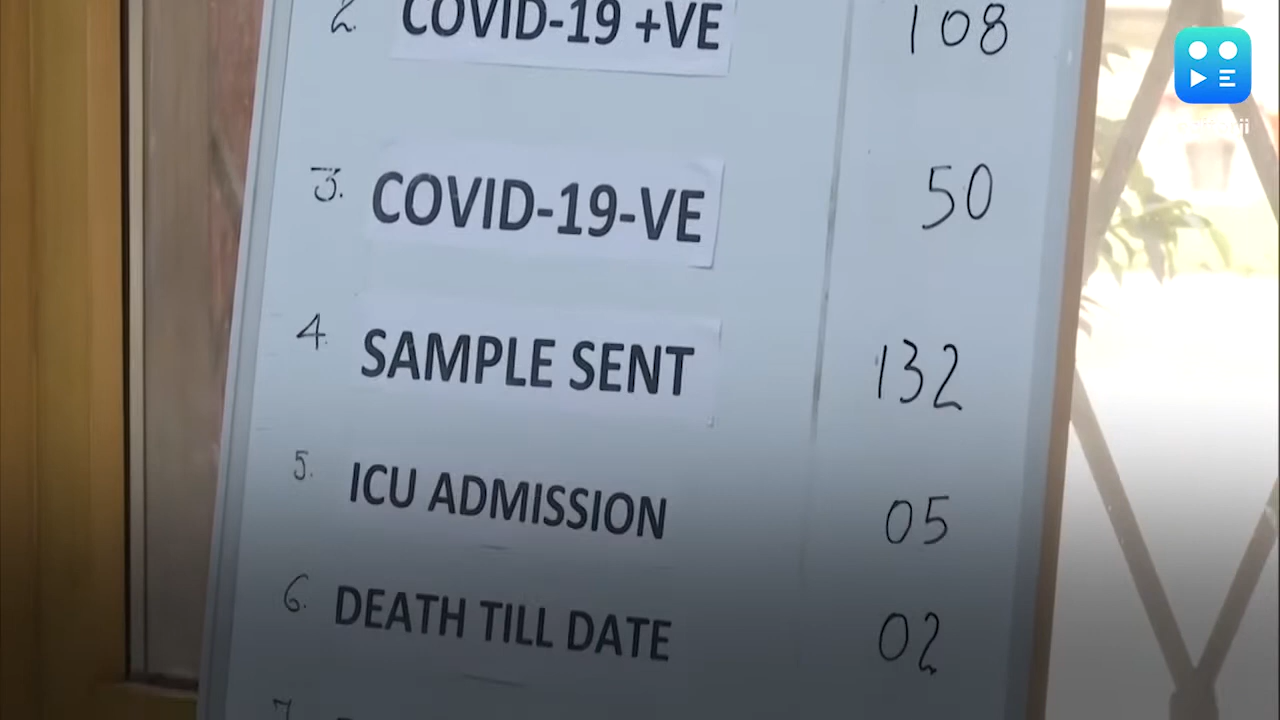 2. COVID-19 +VE 108
3. COVID-19-VE 50
4. SAMPLE SENT 132
5. ICU ADMISSION 05
6. DEATH TILL DATE 02
7.